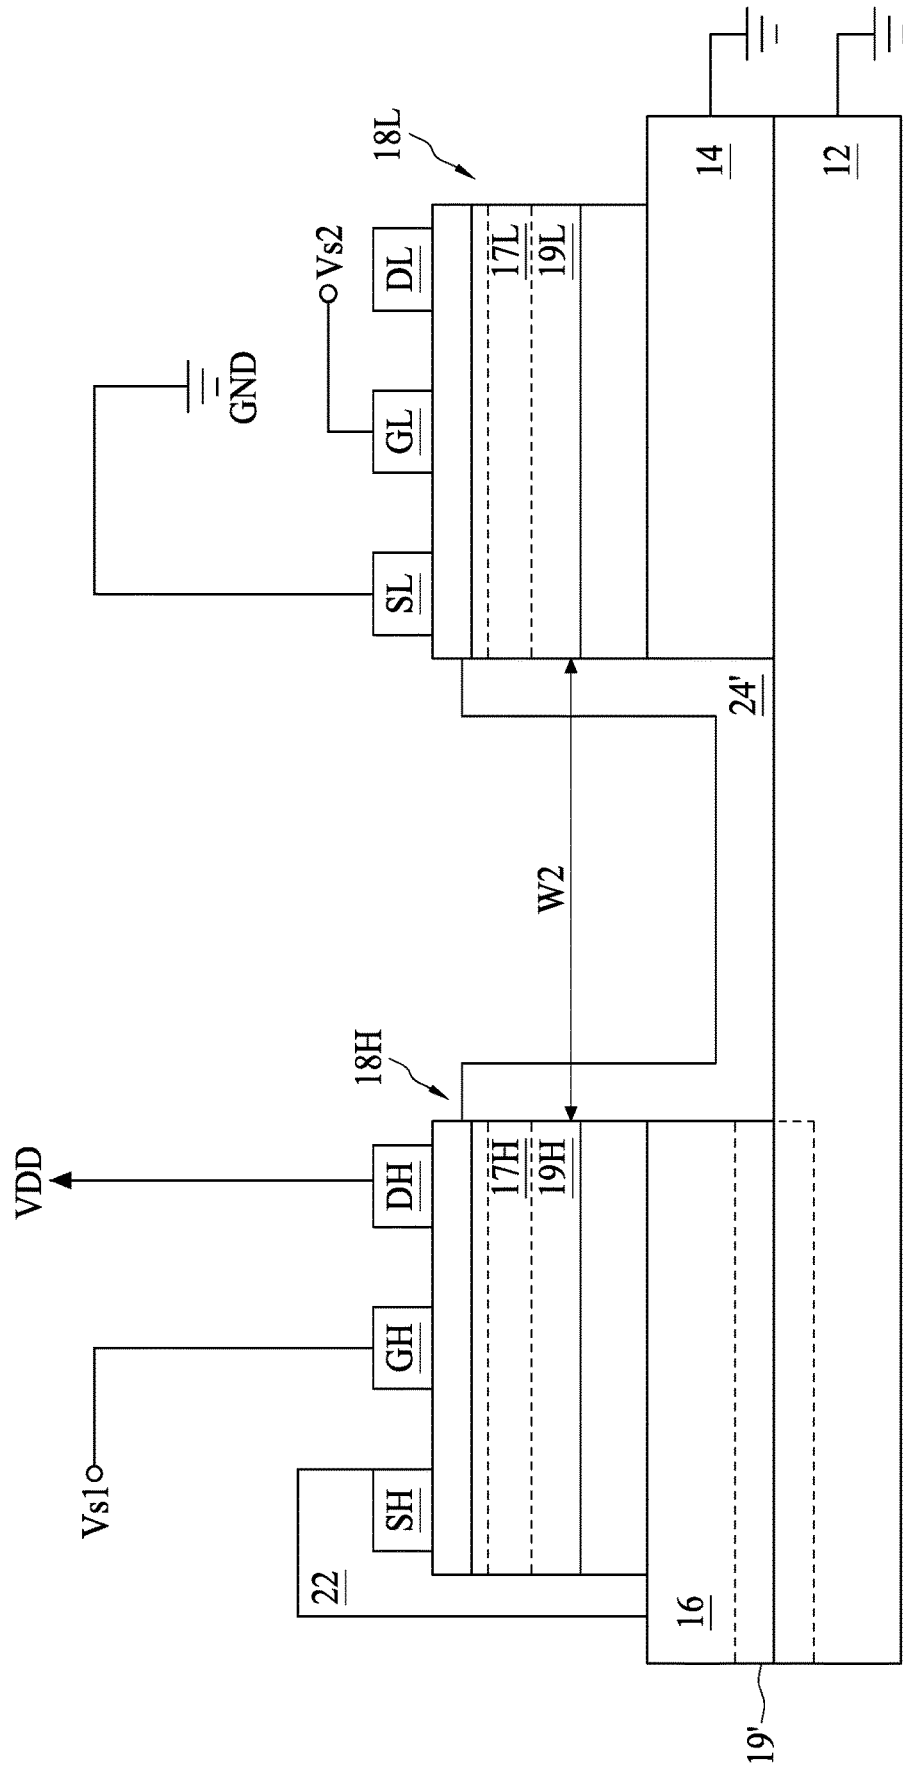 VDD
Vs1
GND
Vs2
22
18H
18L
SH
GH
DH
SL
GL
DL
17H
17L
19H
19L
W2
16
24'
14
19'
12